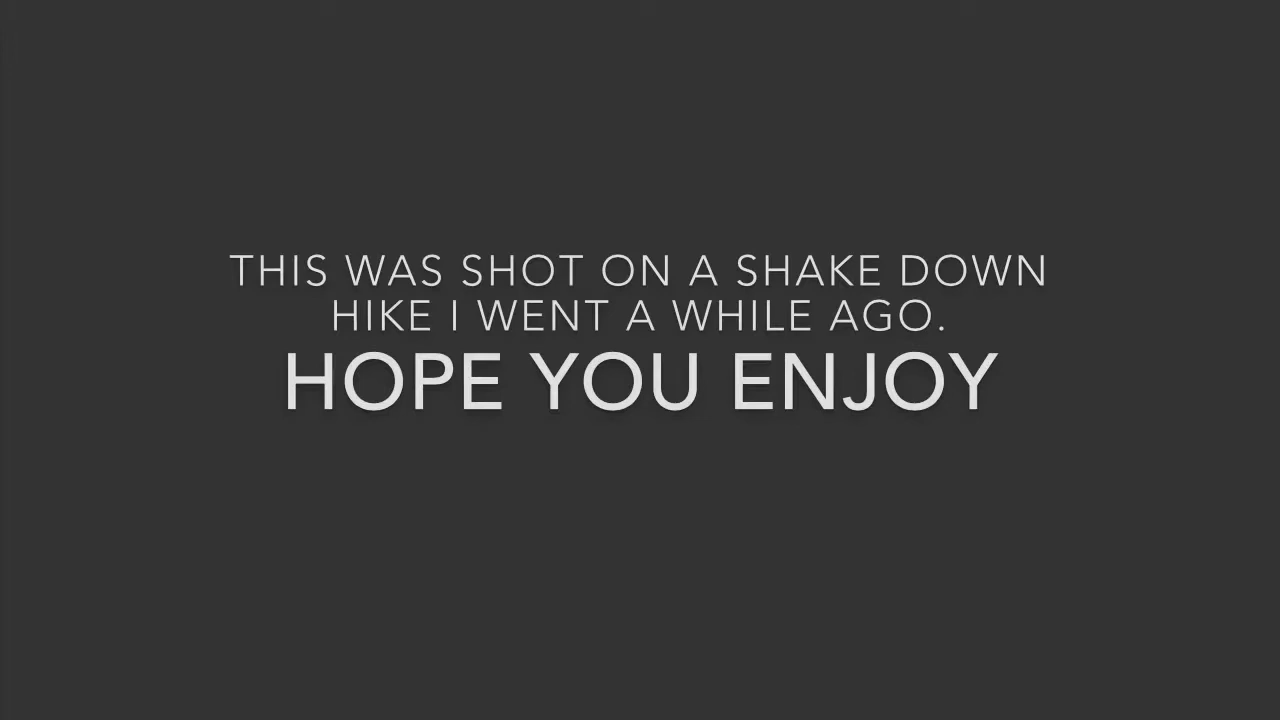 THIS WAS SHOT ON A SHAKE DOWN
HIKE I WENT A WHILE AGO.
HOPE YOU ENJOY